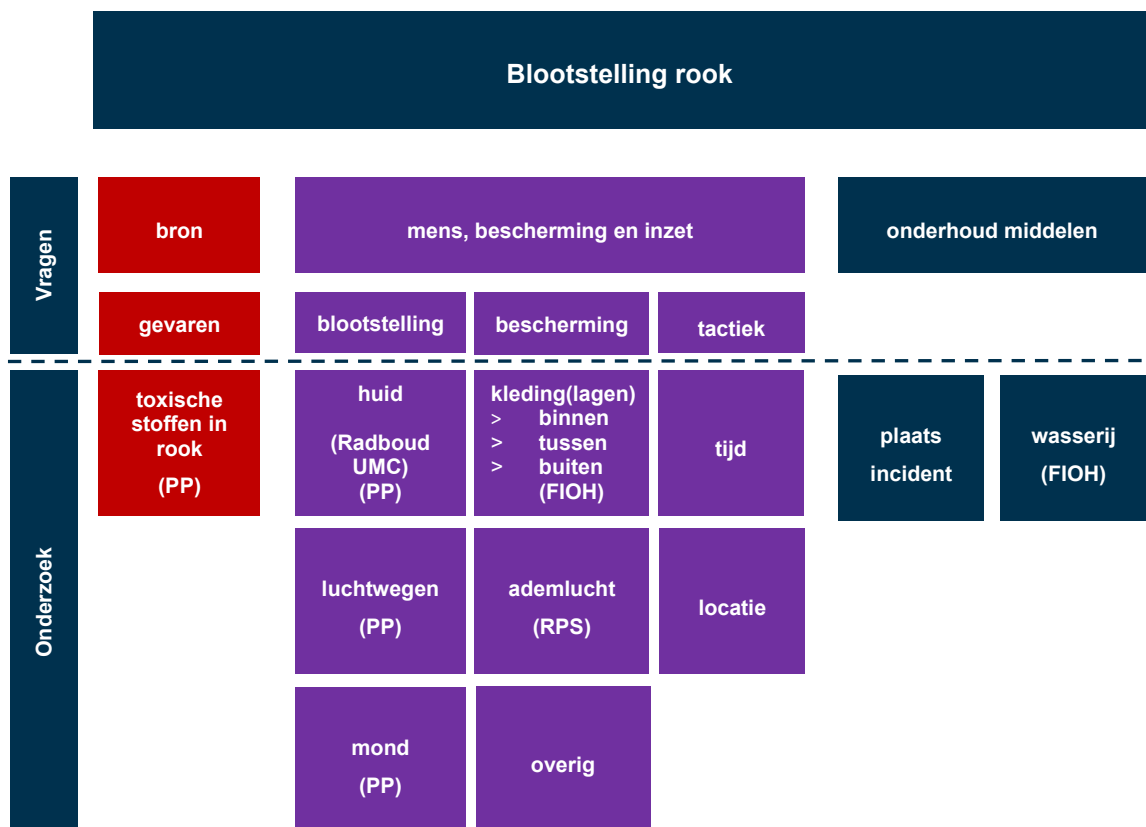 Blootstelling rook
Vragen
bron
mens, bescherming en inzet
onderhoud middelen
gevaren
blootstelling
bescherming
tactiek
Onderzoek
toxische
stoffen in
rook
(PP)
huid
(Radboud
UMC)
(PP)
kleding(lagen)
> binnen
> tussen
> buiten
(FIOH)
tijd
plaats
incident
wasserij
(FIOH)
luchtwegen
(PP)
ademlucht
(RPS)
locatie
mond
(PP)
overig